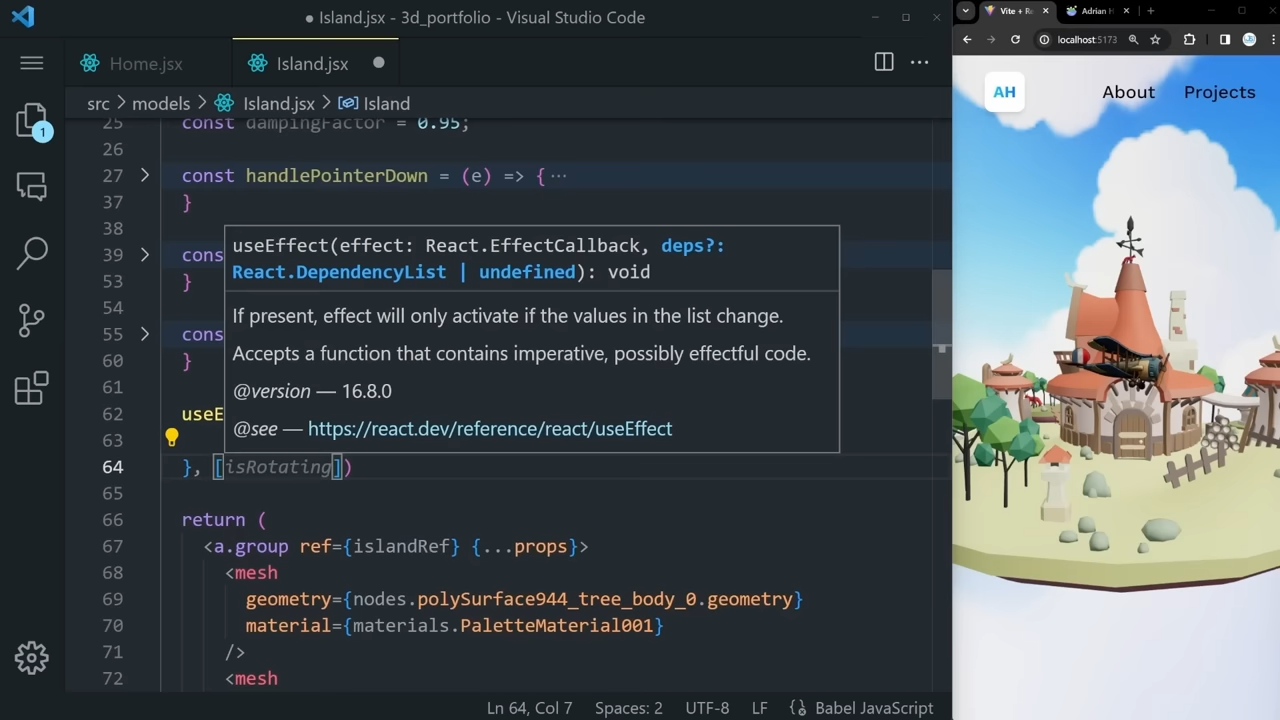 ● Island.jsx - 3d_portfolio - Visual Studio Code
Home.jsx
Island.jsx ●
src > models > Island.jsx > Island
25 const dampingFactor = 0.95;
26
27 const handlePointerDown = (e) => { ···
37 }
38
39 cons
53 }
54
55 cons
60 }
61
62 useE
63
64 }, [isRotating])
65
66 return (
67 <a.group ref={islandRef} {...props}>
68 <mesh
69 geometry={nodes.polySurface944_tree_body_0.geometry}
70 material={materials.PaletteMaterial001}
71 />
72 <mesh
useEffect(effect: React.EffectCallback, deps?:
React.DependencyList | undefined): void
If present, effect will only activate if the values in the list change.
Accepts a function that contains imperative, possibly effectful code.
@version — 16.8.0
@see — https://react.dev/reference/react/useEffect
1
Ln 64, Col 7 Spaces: 2 UTF-8 LF Babel JavaScript
Vite + Re
Adrian H
localhost:5173
AH
About Projects